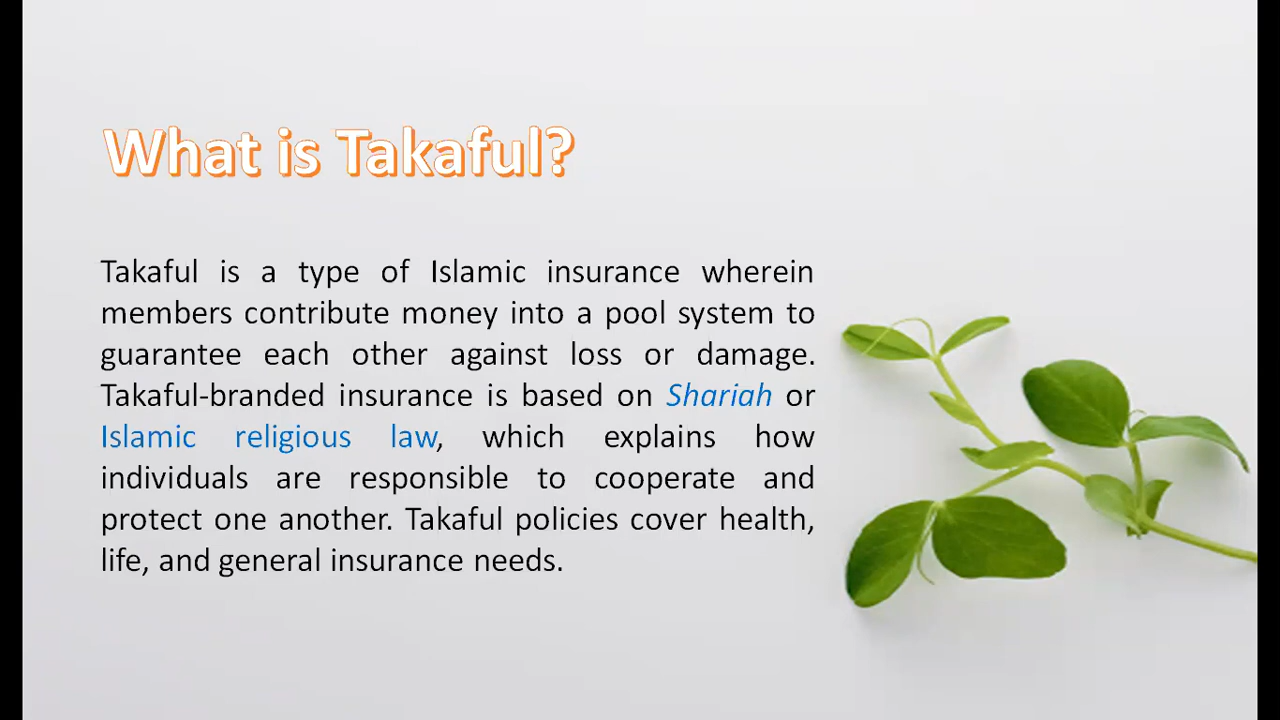 What is Takaful?
Takaful is a type of Islamic insurance wherein
members contribute money into a pool system to
guarantee each other against loss or damage.
Takaful-branded insurance is based on Shariah or
Islamic religious law, which explains how
individuals are responsible to cooperate and
protect one another. Takaful policies cover health,
life, and general insurance needs.